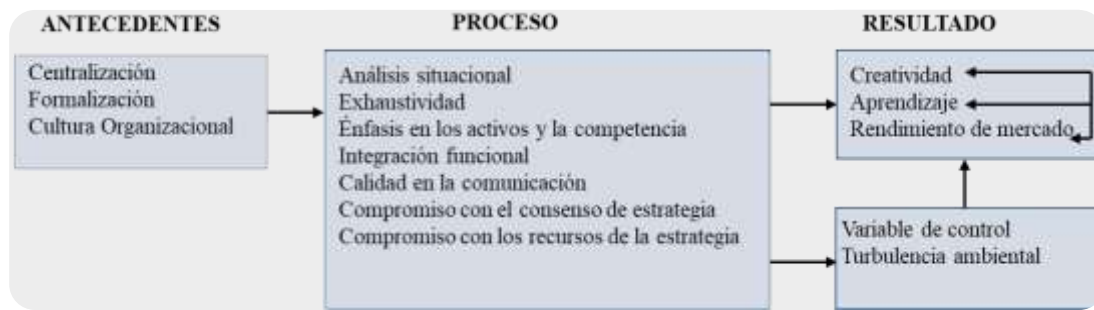 ANTECEDENTES
Centralización
Formalización
Cultura Organizacional
PROCESO
Análisis situacional
Exhaustividad
Énfasis en los activos y la competencia
Integración funcional
Calidad en la comunicación
Compromiso con el consenso de estrategia
Compromiso con los recursos de la estrategia
RESULTADO
Creatividad
Aprendizaje
Rendimiento de mercado
Variable de control
Turbulencia ambiental